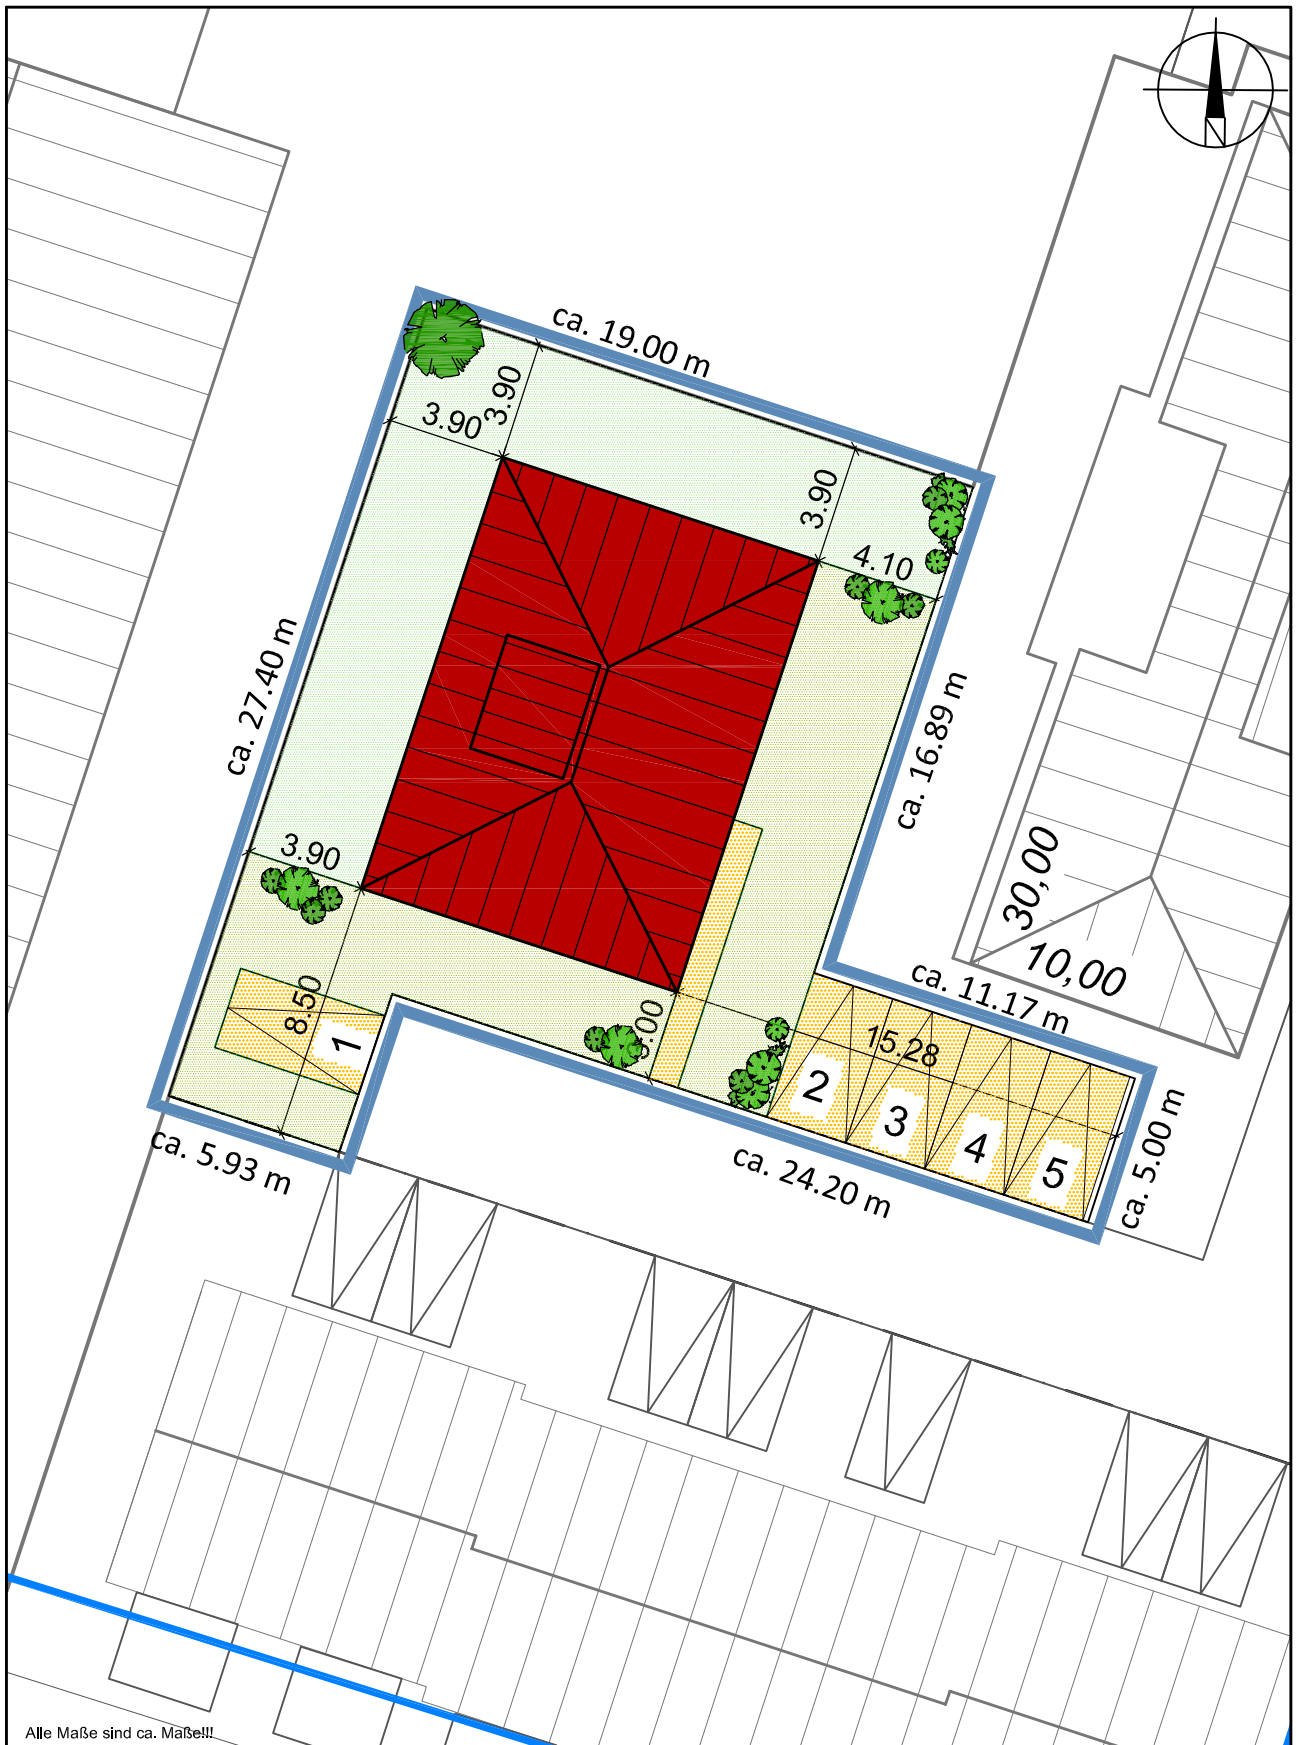 N
ca. 19.00 m
3.90
3.90
3.90
4.10
ca. 27.40 m
ca. 16.89 m
3.90
30,00
10,00
ca. 11.17 m
8.50
1
15.28
2
3
4
5
ca. 5.00 m
ca. 5.93 m
ca. 24.20 m
Alle Maße sind ca. Maße!!!